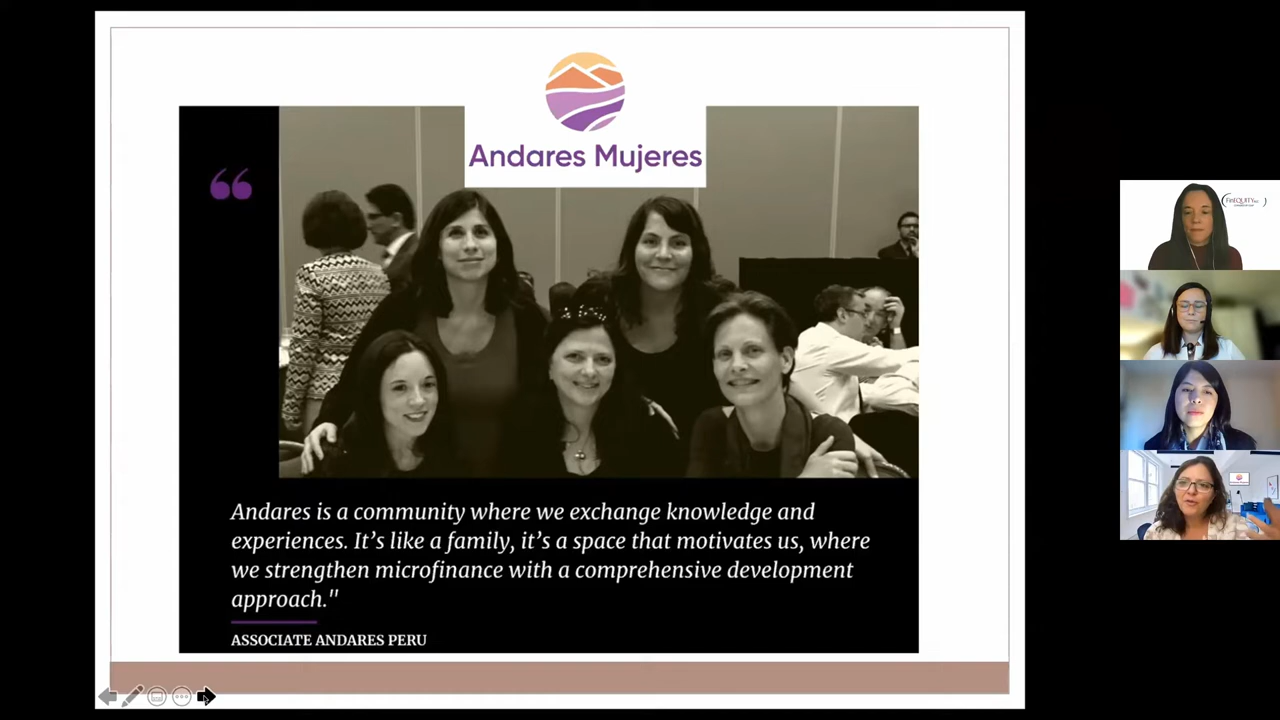 Andares Mujeres
“
Andares is a community where we exchange knowledge and
experiences. It’s like a family, it’s a space that motivates us, where
we strengthen microfinance with a comprehensive development
approach."
ASSOCIATE ANDARES PERU
FinEQUITY